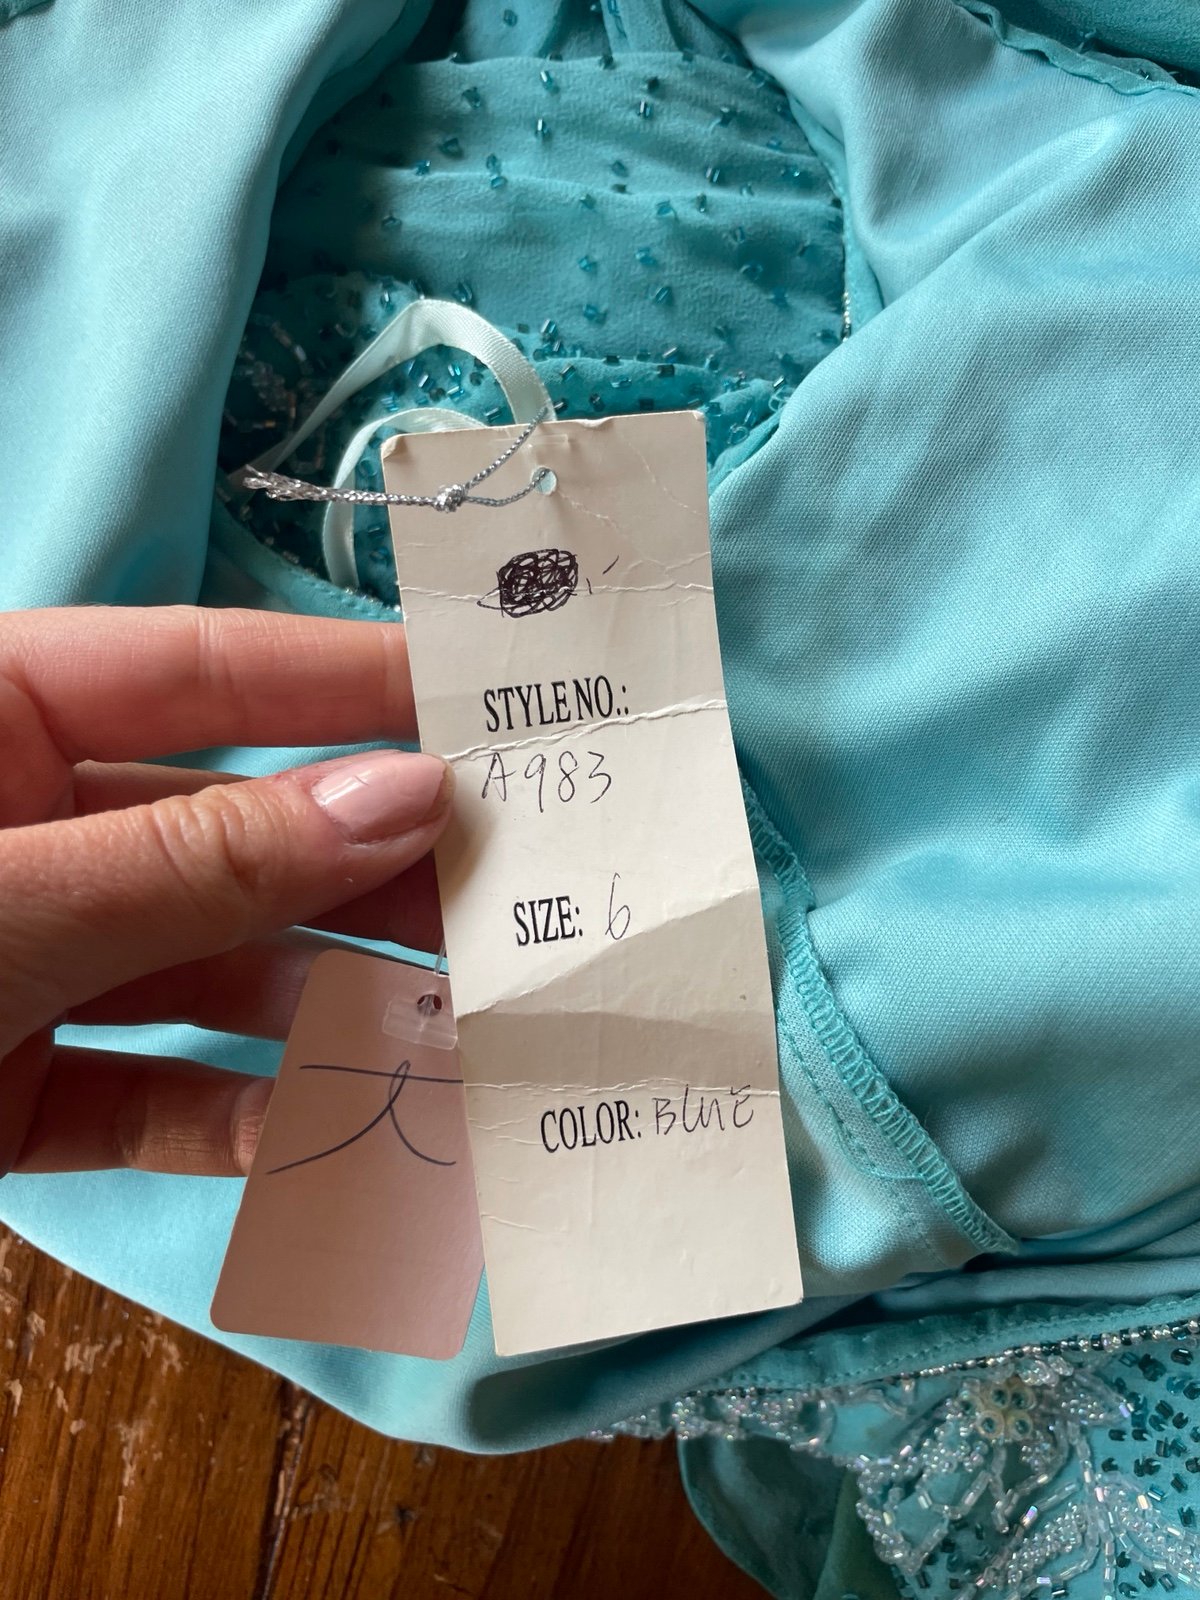 STYLE NO.:
A983
SIZE: 6
COLOR: BLUE